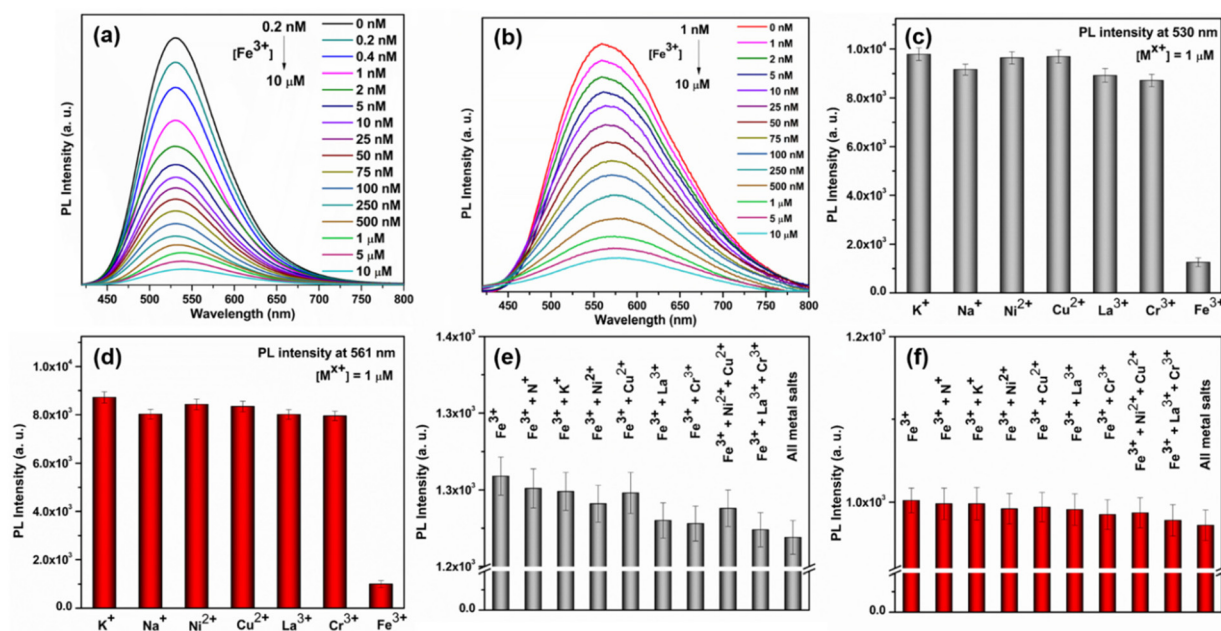 (a)
0.2 nM
[Fe3+]
10 μM
0 nM
0.2 nM
0.4 nM
1 nM
2 nM
5 nM
10 nM
25 nM
50 nM
75 nM
100 nM
250 nM
500 nM
1 μM
5 μM
10 μM
PL Intensity (a. u.)
450 500 550 600 650 700 750 800
Wavelength (nm)
(b)
1 nM
[Fe3+]
10 μM
0 nM
1 nM
2 nM
5 nM
10 nM
25 nM
50 nM
75 nM
100 nM
250 nM
500 nM
1 μM
5 μM
10 μM
PL Intensity (a. u.)
450 500 550 600 650 700 750 800
Wavelength (nm)
(c)
PL intensity at 530 nm
[Mx+] = 1 μM
PL Intensity (a. u.)
1.0x10⁴
8.0x10³
6.0x10³
4.0x10³
2.0x10³
0.0
K+ Na+ Ni2+ Cu2+ La3+ Cr3+ Fe3+
(d)
PL intensity at 561 nm
[Mx+] = 1 μM
PL Intensity (a. u.)
1.0x10⁴
8.0x10³
6.0x10³
4.0x10³
2.0x10³
0.0
K+ Na+ Ni2+ Cu2+ La3+ Cr3+ Fe3+
(e)
PL Intensity (a. u.)
1.4x10³
1.3x10³
1.3x10³
1.2x10³
0.0
Fe3+
Fe3+ + N+
Fe3+ + K+
Fe3+ + Ni2+
Fe3+ + Cu2+
Fe3+ + La3+
Fe3+ + Cr3+
Fe3+ + Ni2+ + Cu2+
Fe3+ + La3+ + Cr3+
All metal salts
(f)
PL Intensity (a. u.)
1.2x10³
1.0x10³
0.0
Fe3+
Fe3+ + N+
Fe3+ + K+
Fe3+ + Ni2+
Fe3+ + Cu2+
Fe3+ + La3+
Fe3+ + Cr3+
Fe3+ + Ni2+ + Cu2+
Fe3+ + La3+ + Cr3+
All metal salts